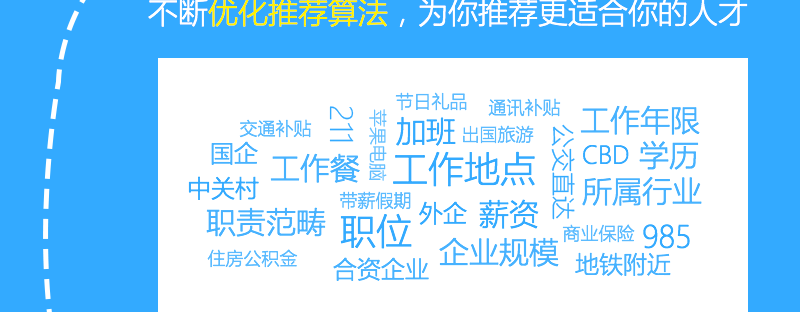 不断优化推荐算法，为你推荐更适合你的人才
节日礼品
通讯补贴
交通补贴
211
苹果电脑
加班
出国旅游
公交直达
工作年限
国企
工作餐
工作地点
CBD
学历
中关村
带薪假期
外企
薪资
所属行业
职责范畴
职位
商业保险
985
住房公积金
合资企业
企业规模
地铁附近